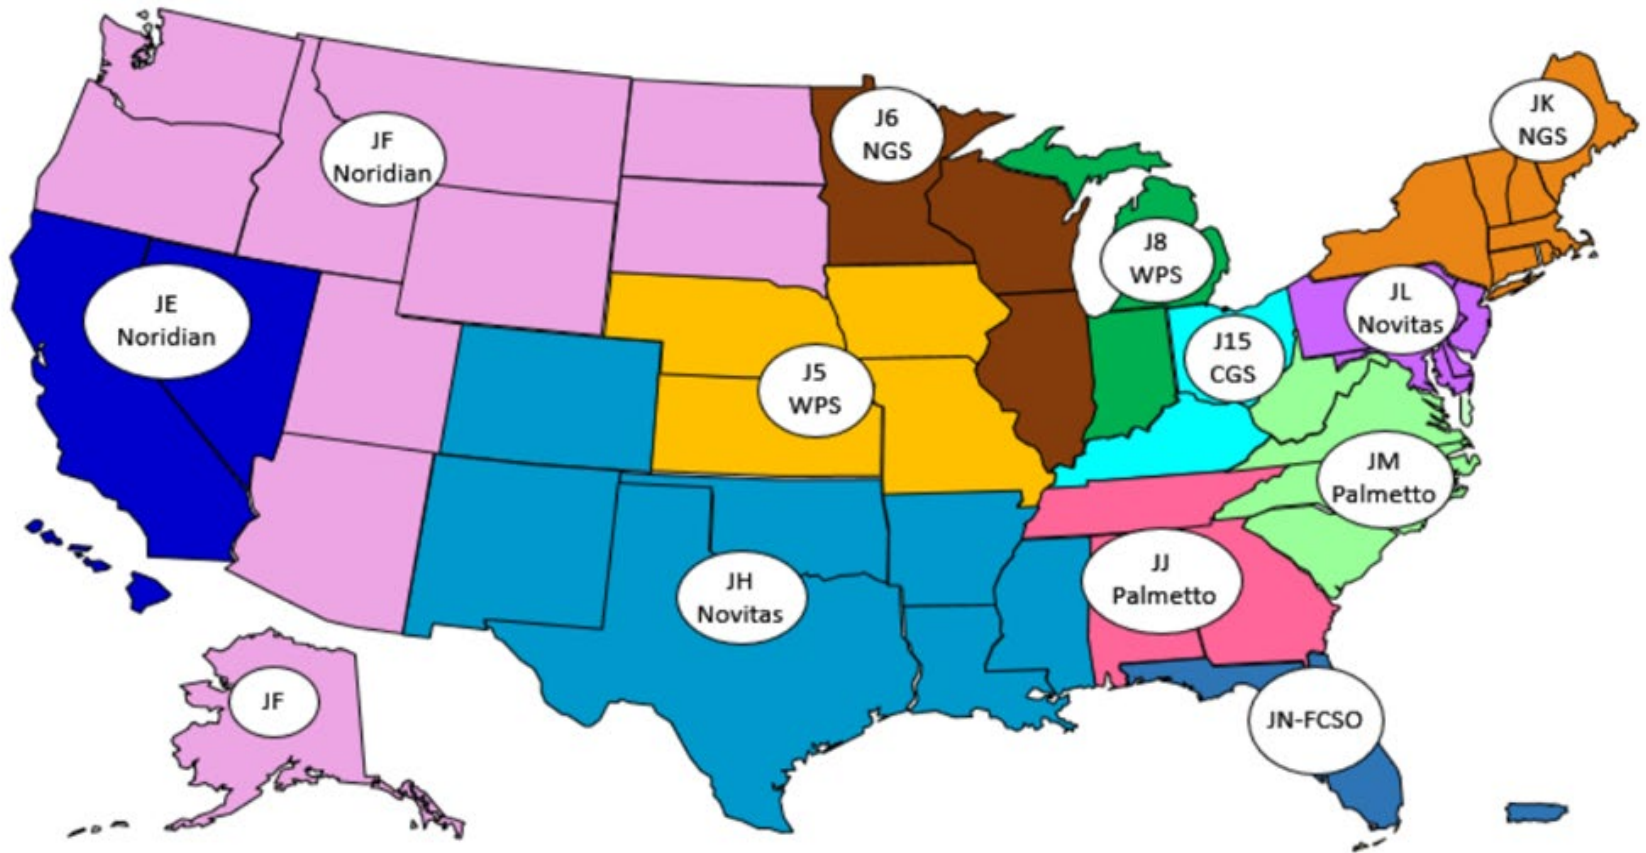 JF
Noridian
J6
NGS
JK
NGS
J8
WPS
JE
Noridian
JL
Novitas
J15
CGS
J5
WPS
JM
Palmetto
JH
Novitas
JJ
Palmetto
JF
JN-FCSO